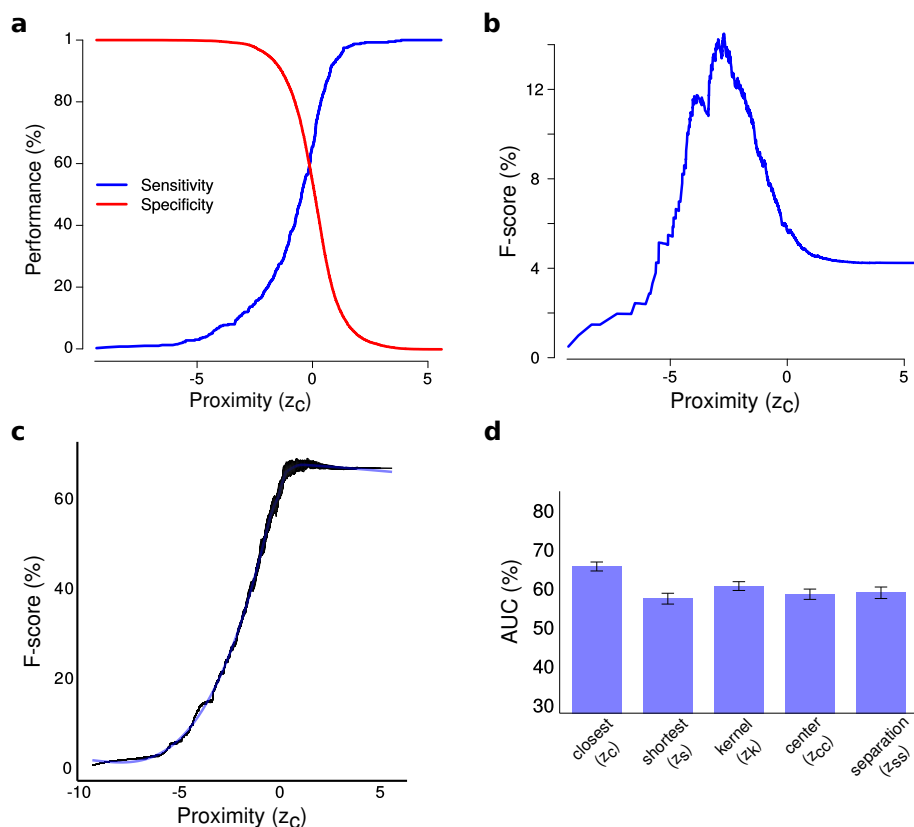 a
1
80
60
40
20
0
Performance (%)
Sensitivity
Specificity
-5
0
5
Proximity (zC)
b
12
8
4
0
F-score (%)
-5
0
5
Proximity (zC)
c
60
40
20
0
F-score (%)
-10
-5
0
5
Proximity (zC)
d
80
70
60
50
40
30
AUC (%)
closest
(zC)
shortest
(zS)
kernel
(zK)
center
(zCC)
separation
(zSS)